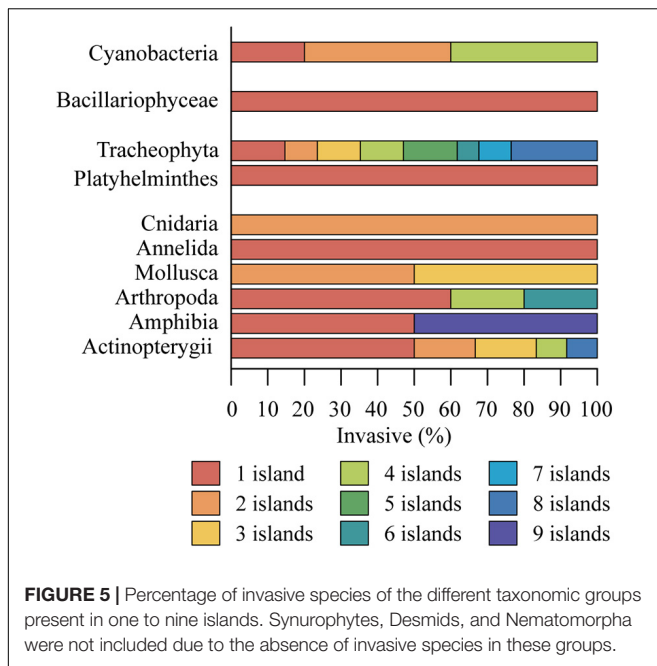 Cyanobacteria
Bacillariophyceae
Tracheophyta
Platyhelminthes
Cnidaria
Annelida
Mollusca
Arthropoda
Amphibia
Actinopterygii
0 10 20 30 40 50 60 70 80 90 100
Invasive (%)
1 island 4 islands 7 islands
2 islands 5 islands 8 islands
3 islands 6 islands 9 islands
FIGURE 5 | Percentage of invasive species of the different taxonomic groups
present in one to nine islands. Synurophytes, Desmids, and Nematomorpha
were not included due to the absence of invasive species in these groups.